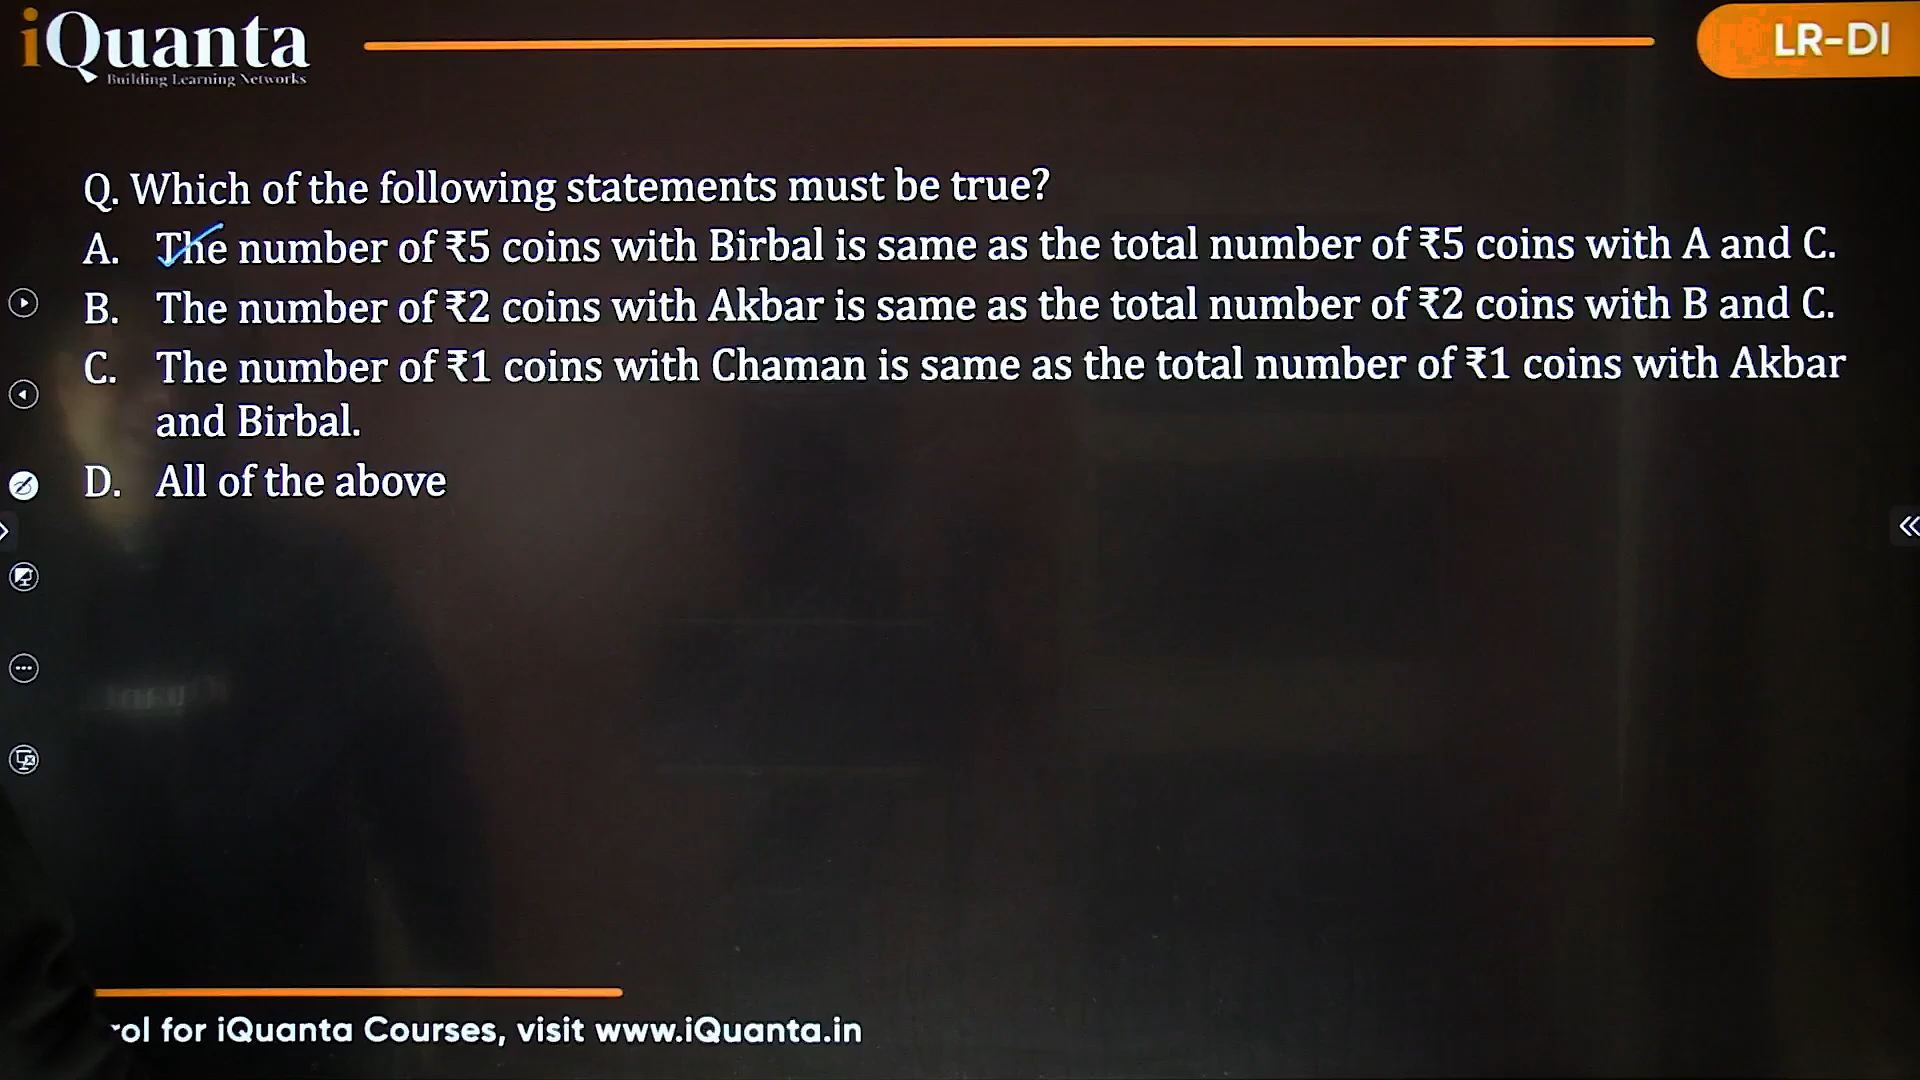 iQuanta
Building Learning Networks
LR-DI
Q. Which of the following statements must be true?
A. The number of ₹5 coins with Birbal is same as the total number of ₹5 coins with A and C.
B. The number of ₹2 coins with Akbar is same as the total number of ₹2 coins with B and C.
C. The number of ₹1 coins with Chaman is same as the total number of ₹1 coins with Akbar
and Birbal.
D. All of the above
rol for iQuanta Courses, visit www.iQuanta.in